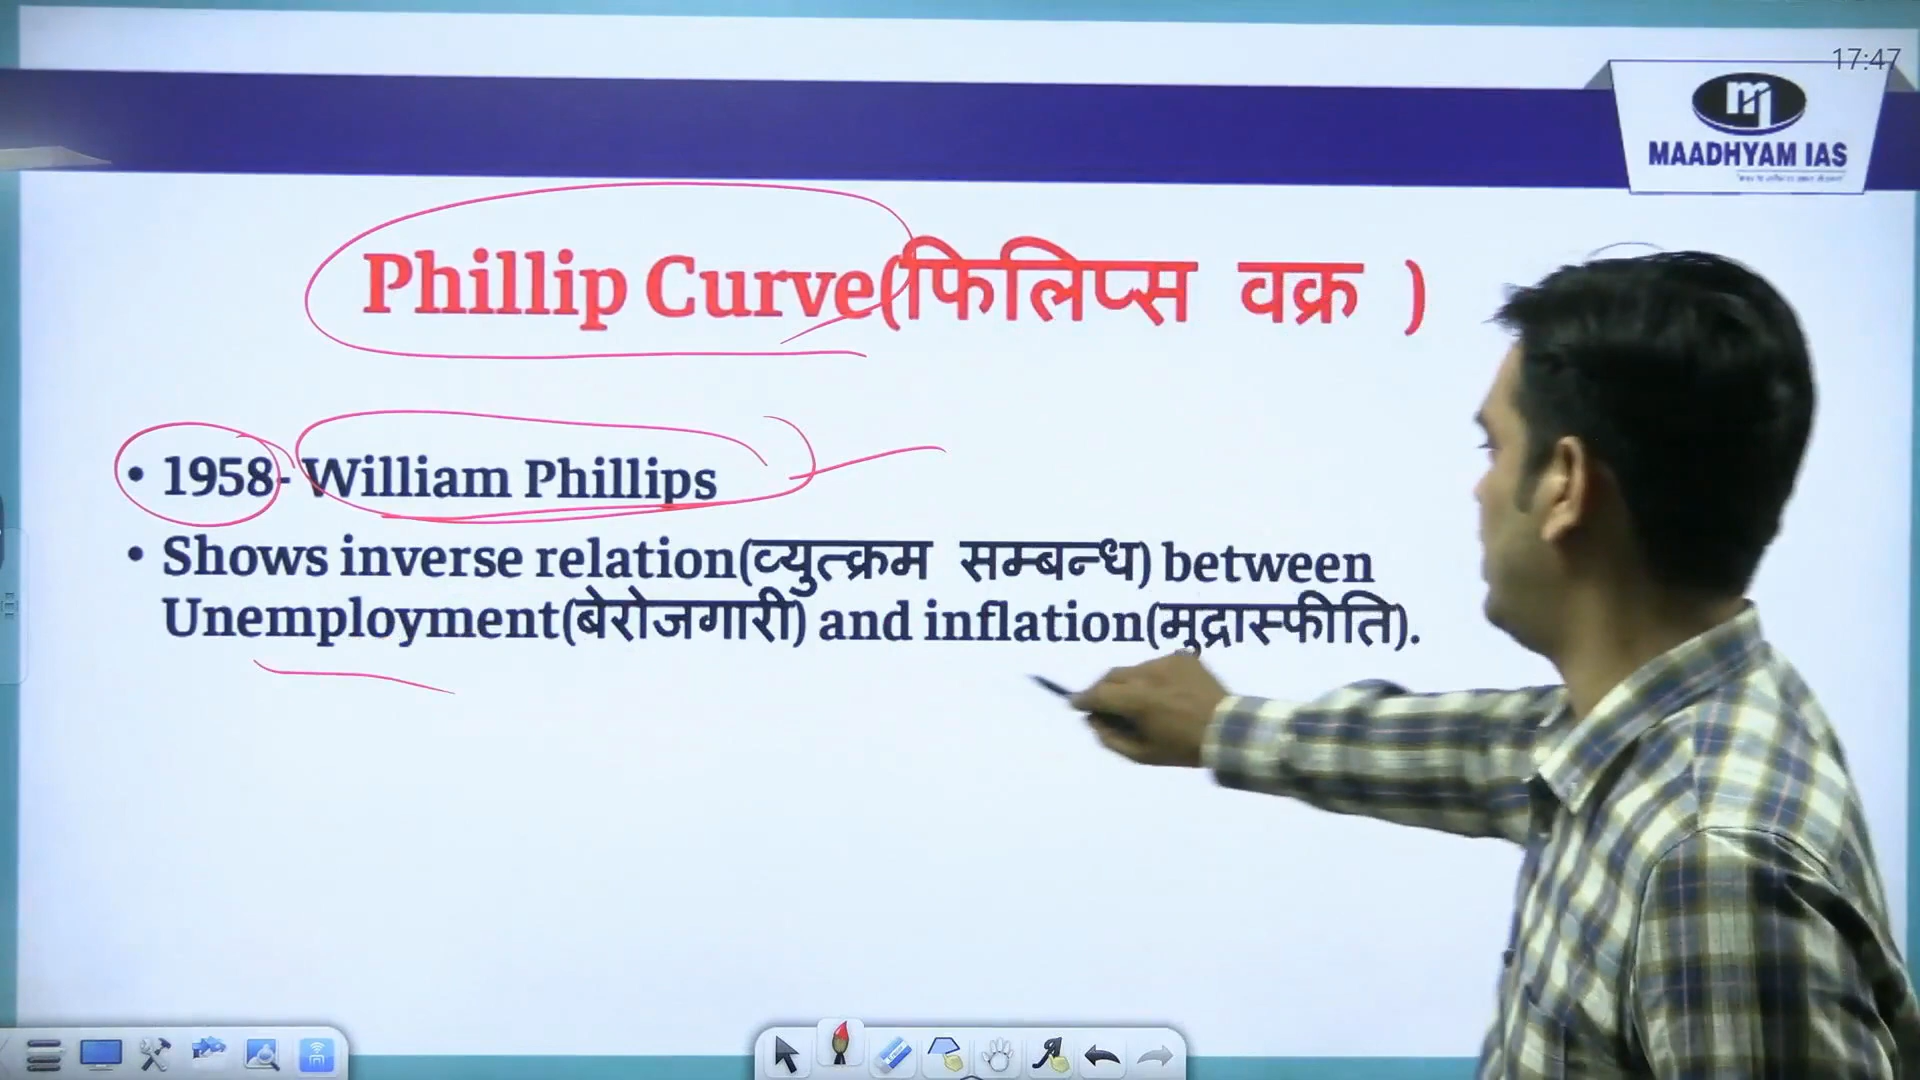 17:47
MAADHYAM IAS
Phillip Curve(फिलिप्स वक्र )
• 1958- William Phillips
• Shows inverse relation(व्युत्क्रम सम्बन्ध) between
Unemployment(बेरोजगारी) and inflation(मुद्रास्फीति).